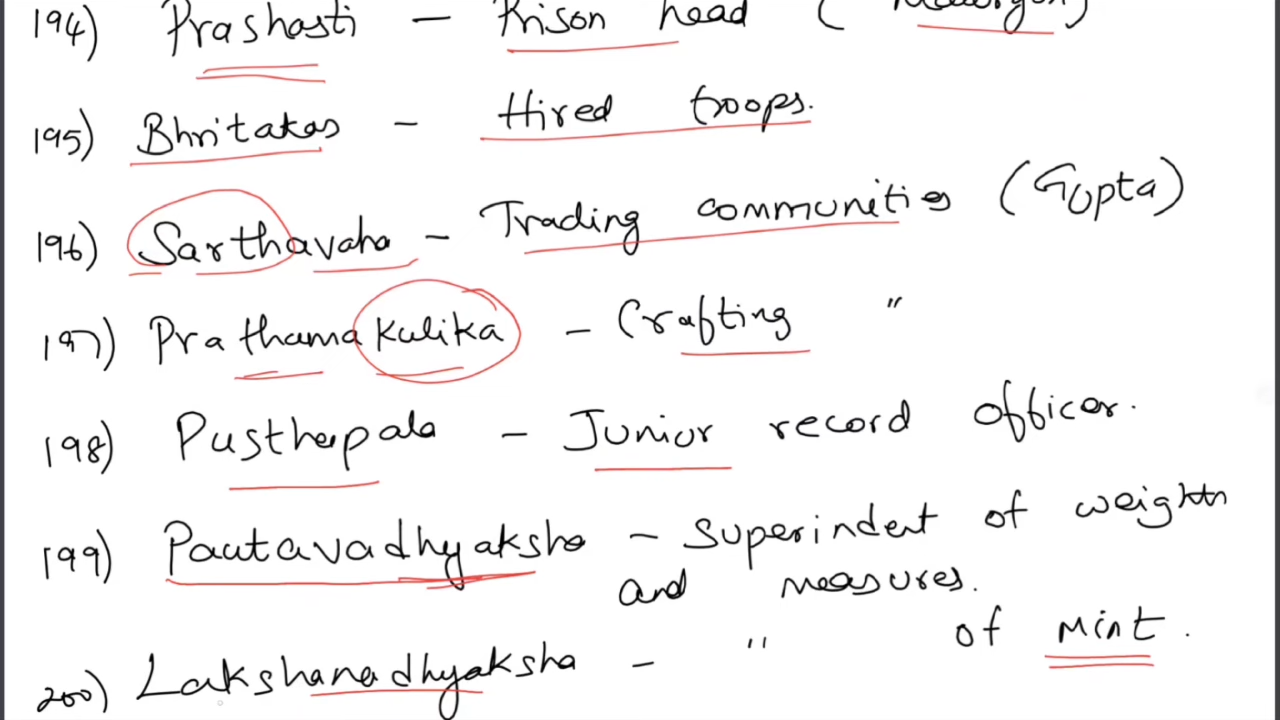 194) Prashasti – Prison head (
195) Bhritakas – Hired troops.
196) Sarthavaha – Trading communities (Gupta)
197) Prathama kulika – Crafting "
198) Pusthapala – Junior record officer.
199) Pautavadhyaksha – Superindent of weights
and measures.
200) Lakshanadhyaksha – " of Mint.